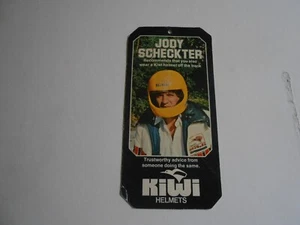 JODY
SCHECKTER
Recommends that you also
wear a Kiwi helmet off the track
Trustworthy advice from
someone doing the same.
KiWi
HELMETS